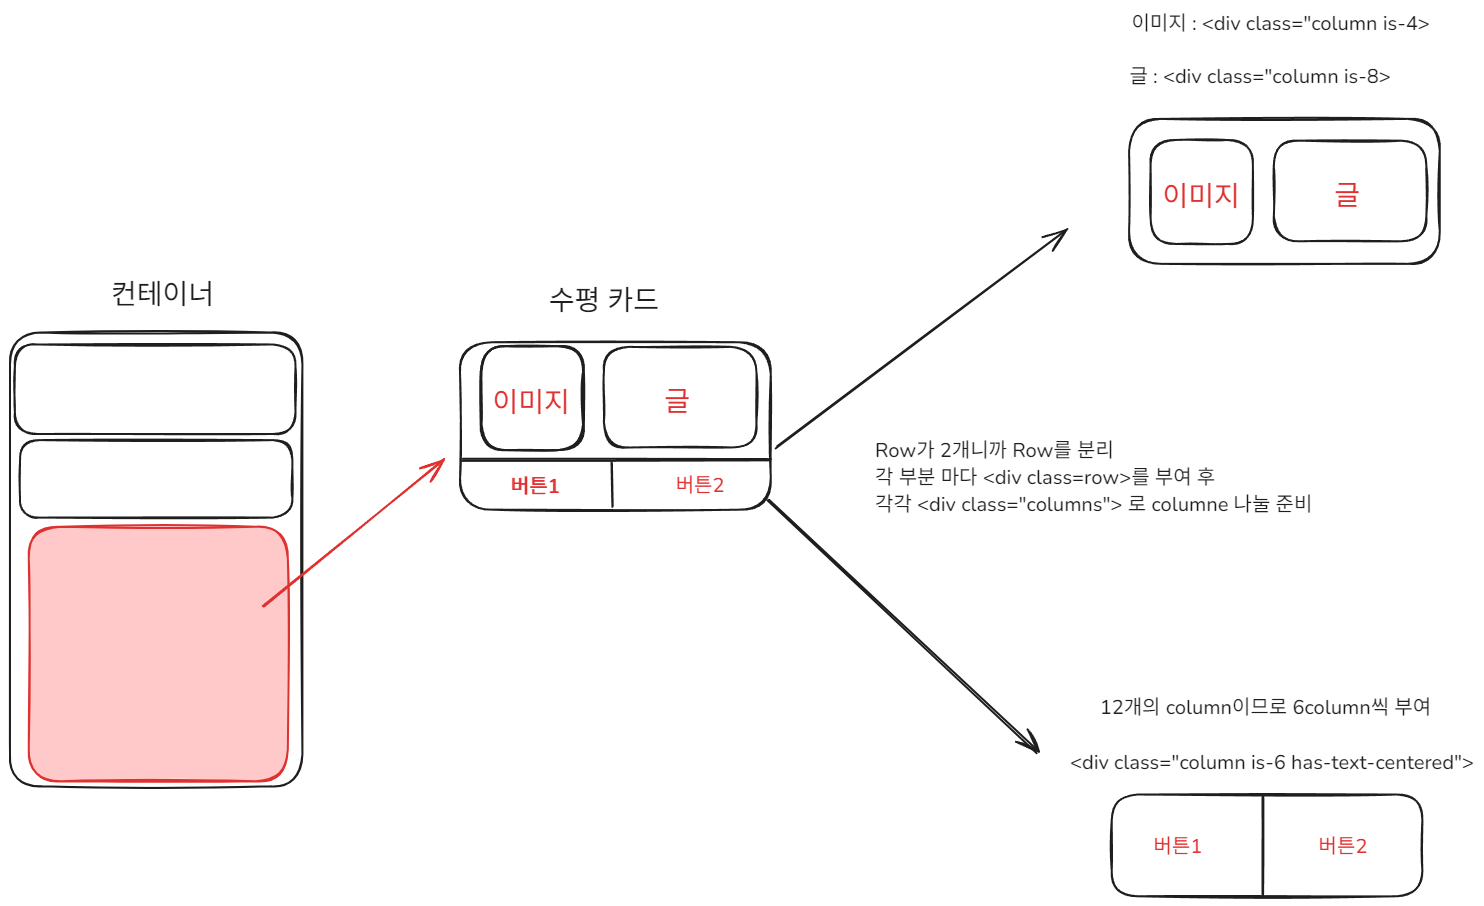 이미지 : <div class="column is-4>
글 : <div class="column is-8>
이미지
글
컨테이너
수평 카드
이미지
글
버튼1
버튼2
Row가 2개니까 Row를 분리
각 부분 마다 <div class=row>를 부여 후
각각 <div class="columns"> 로 columne 나눌 준비
12개의 column이므로 6column씩 부여
<div class="column is-6 has-text-centered">
버튼1
버튼2